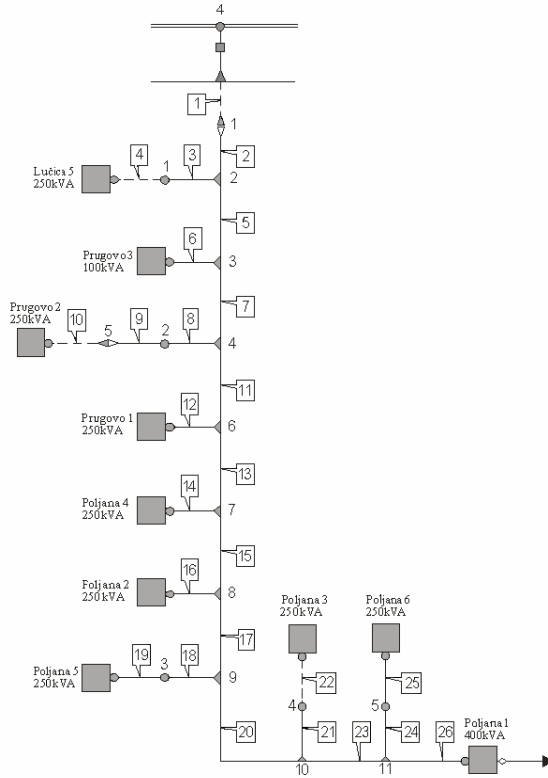 4
1
1
2
4
1
3
Lučica 5
250kVA
2
5
6
Prugovo 3
100kVA
3
7
Prugovo 2
250kVA
10
5
9
2
8
4
11
12
Prugovo 1
250kVA
6
13
14
Poljana 4
250kVA
7
15
16
Poljana 2
250 kVA
8
Poljana 3
250kVA
Poljana 6
250kVA
17
19
3
18
Poljana 5
250kVA
9
22
25
4
5
20
21
23
24
26
Poljana 1
400kVA
10
11